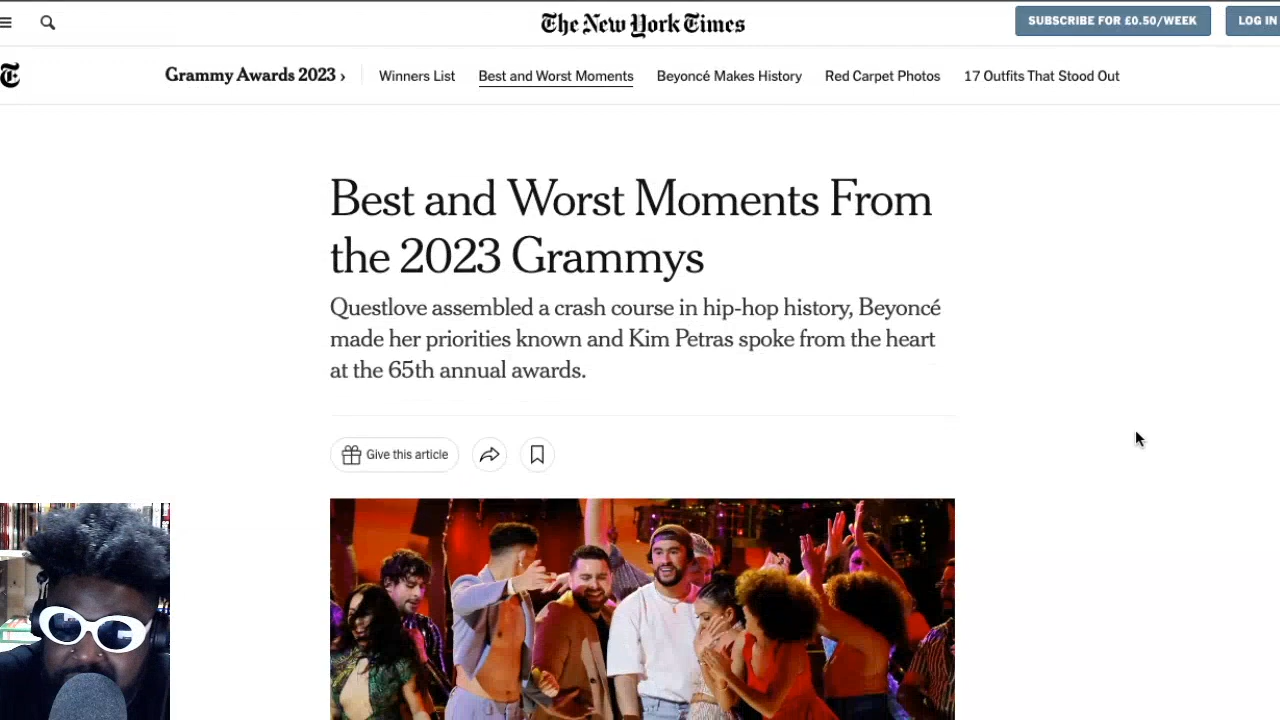 The New York Times
SUBSCRIBE FOR £0.50/WEEK
LOG IN
T
Grammy Awards 2023 ›
Winners List
Best and Worst Moments
Beyoncé Makes History
Red Carpet Photos
17 Outfits That Stood Out
Best and Worst Moments From
the 2023 Grammys
Questlove assembled a crash course in hip-hop history, Beyoncé
made her priorities known and Kim Petras spoke from the heart
at the 65th annual awards.
Give this article